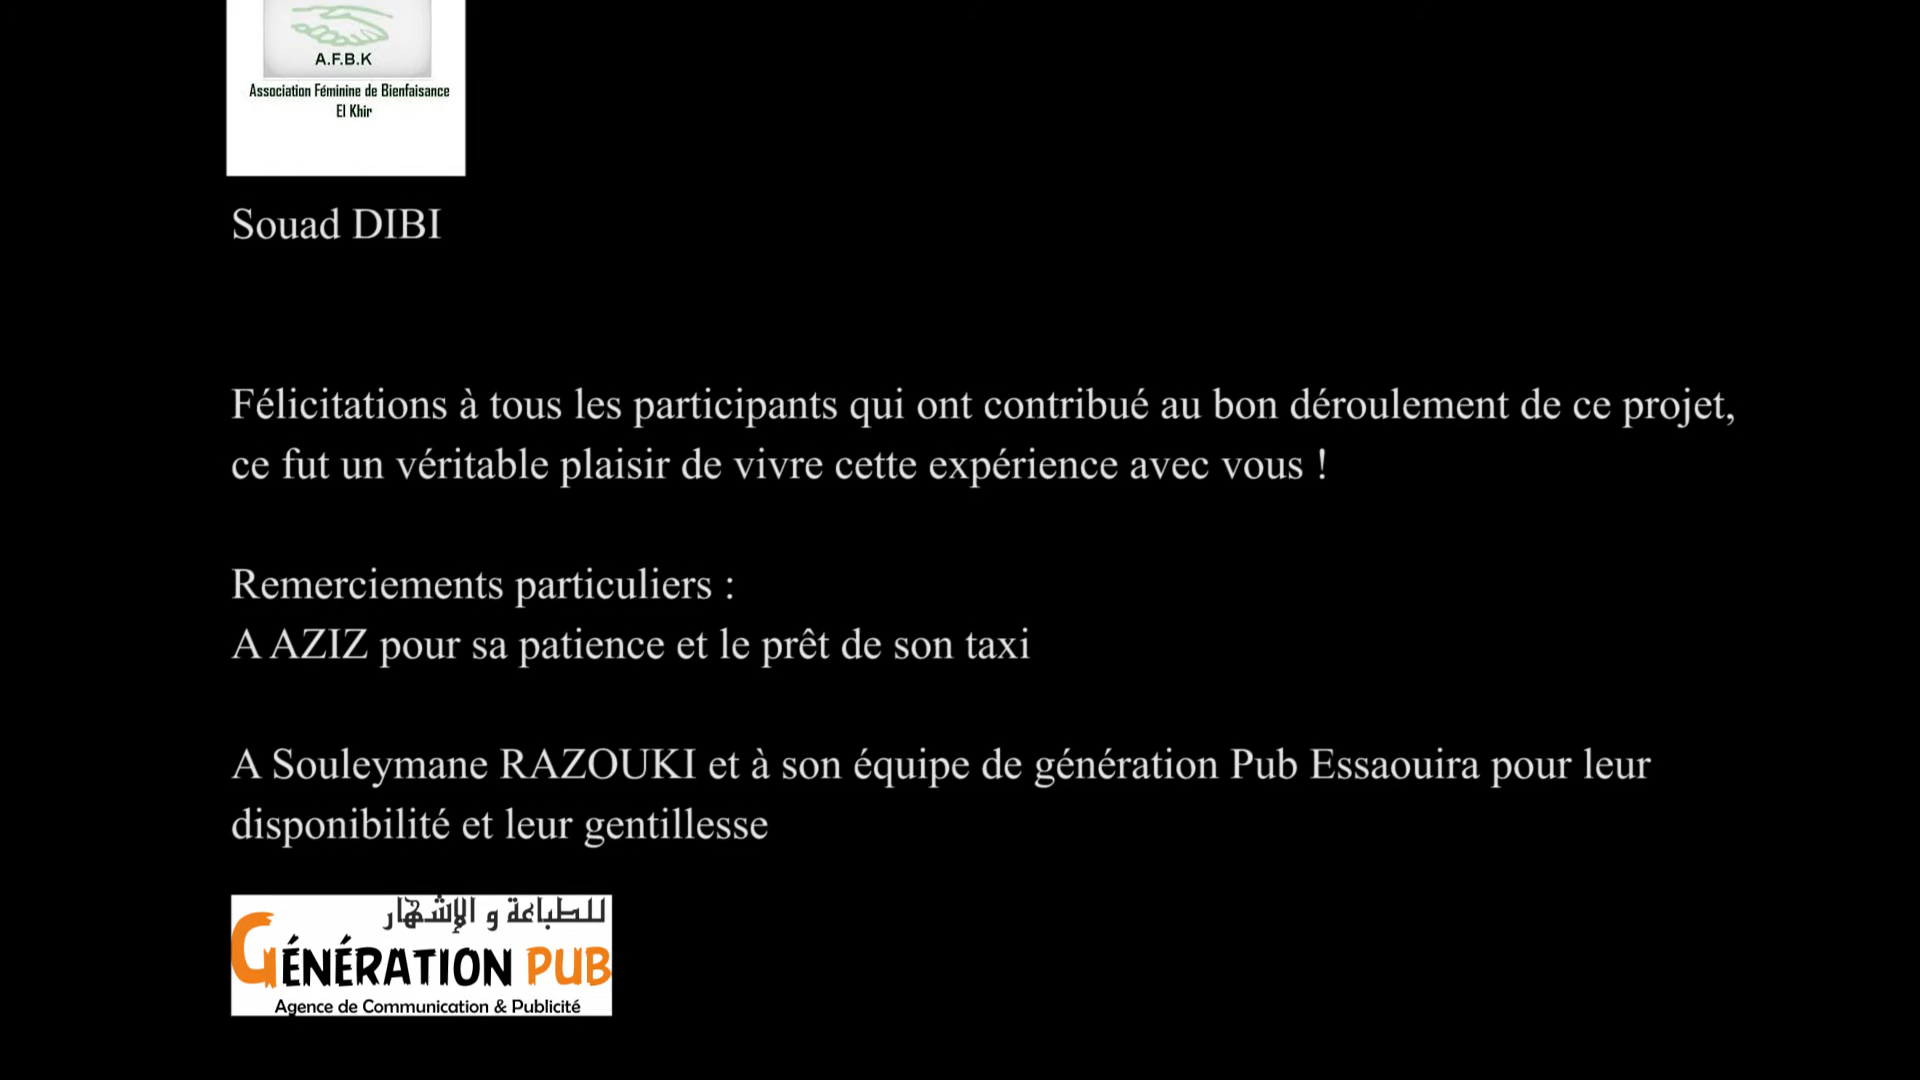 A.F.B.K
Association Féminine de Bienfaisance
El Khir
Souad DIBI
Félicitations à tous les participants qui ont contribué au bon déroulement de ce projet,
ce fut un véritable plaisir de vivre cette expérience avec vous !
Remerciements particuliers :
A AZIZ pour sa patience et le prêt de son taxi
A Souleymane RAZOUKI et à son équipe de génération Pub Essaouira pour leur
disponibilité et leur gentillesse
للطباعة و الإشهار
GÉNÉRATION PUB
Agence de Communication & Publicité